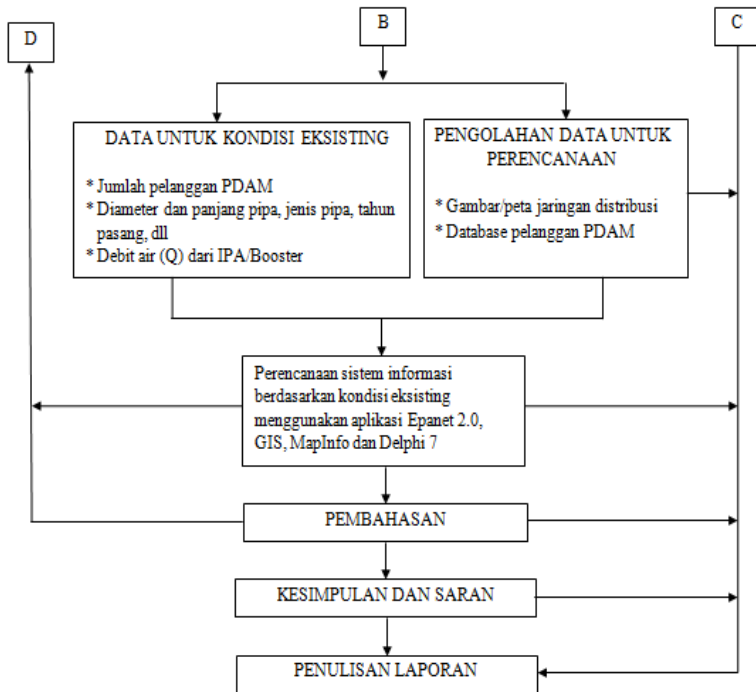 D
B
C
DATA UNTUK KONDISI EKSISTING
* Jumlah pelanggan PDAM
* Diameter dan panjang pipa, jenis pipa, tahun
pasang, dll
* Debit air (Q) dari IPA/Booster
PENGOLAHAN DATA UNTUK
PERENCANAAN
* Gambar/peta jaringan distribusi
* Database pelanggan PDAM
Perencanaan sistem informasi
berdasarkan kondisi eksisting
menggunakan aplikasi Epanet 2.0,
GIS, MapInfo dan Delphi 7
PEMBAHASAN
KESIMPULAN DAN SARAN
PENULISAN LAPORAN